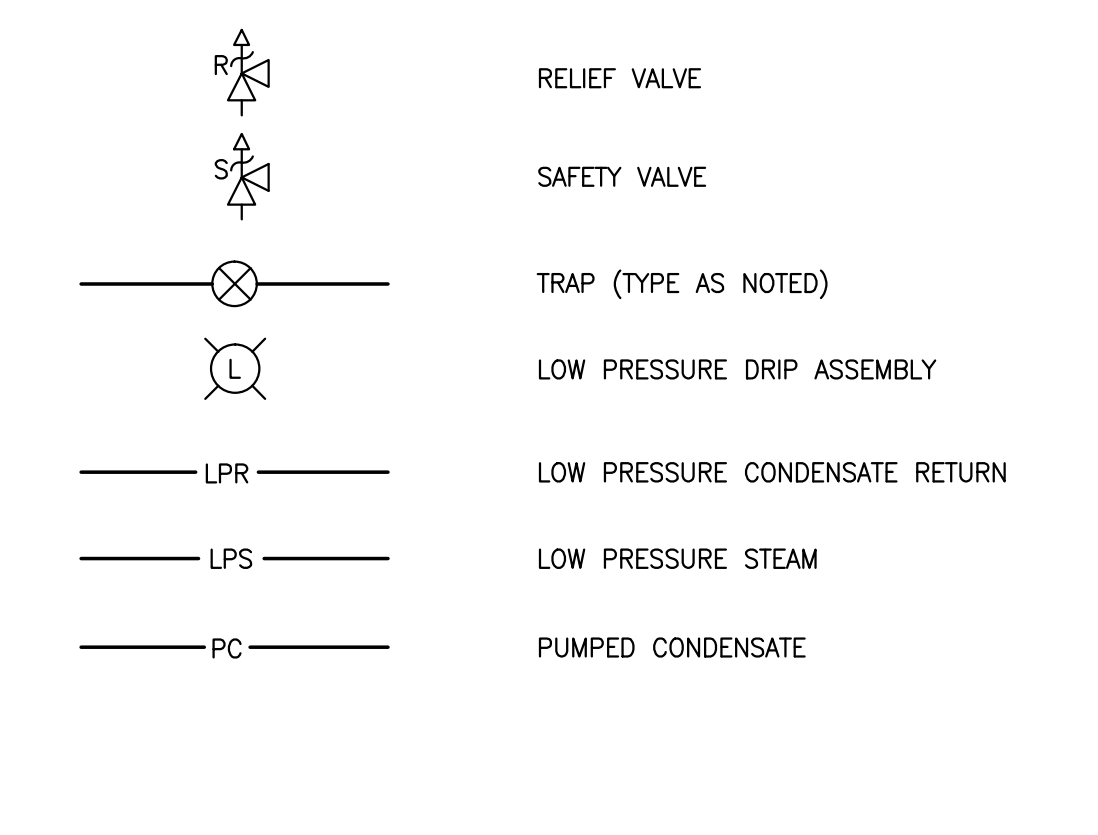 R RELIEF VALVE
S SAFETY VALVE
TRAP (TYPE AS NOTED)
L LOW PRESSURE DRIP ASSEMBLY
LPR LOW PRESSURE CONDENSATE RETURN
LPS LOW PRESSURE STEAM
PC PUMPED CONDENSATE